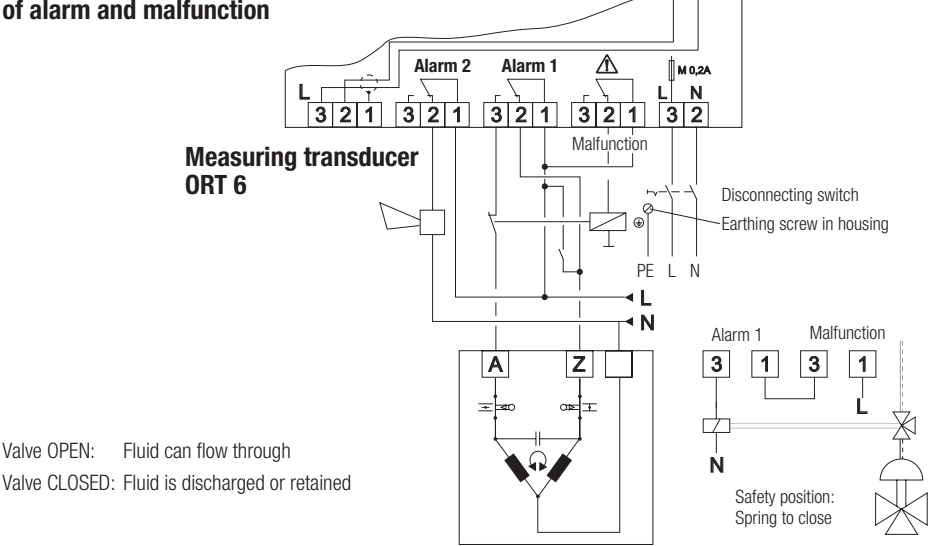 of alarm and malfunction
M 0,2A
Alarm 2 Alarm 1
L L N
3 2 1 3 2 1 3 2 1 3 2 1 3 2
Malfunction
Measuring transducer
ORT 6
Disconnecting switch
Earthing screw in housing
PE L N
L
N
Alarm 1 Malfunction
A Z 3 1 3 1
L
N
Valve OPEN: Fluid can flow through
Valve CLOSED: Fluid is discharged or retained
Safety position:
Spring to close